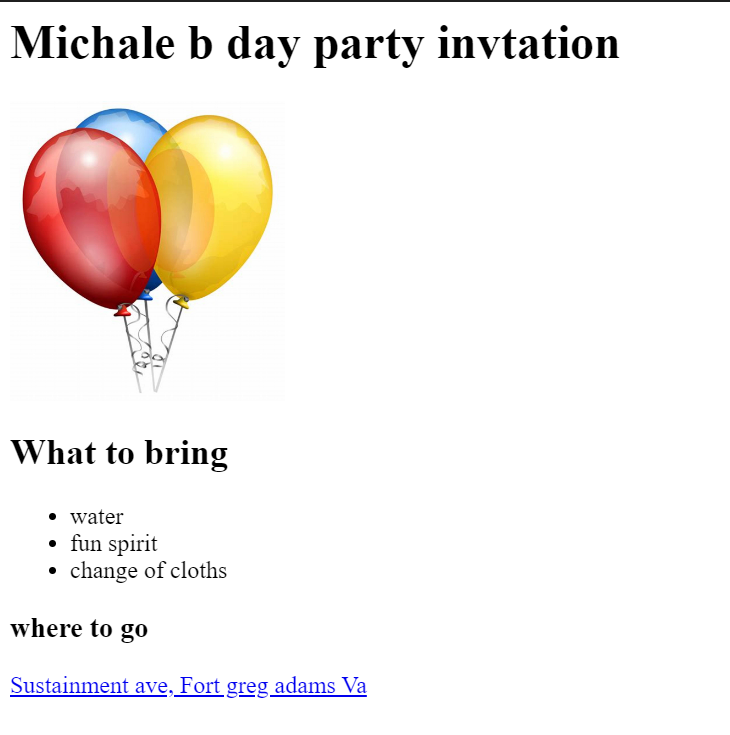 Michale b day party invtation
What to bring
water
fun spirit
change of cloths
where to go
Sustainment ave, Fort greg adams Va